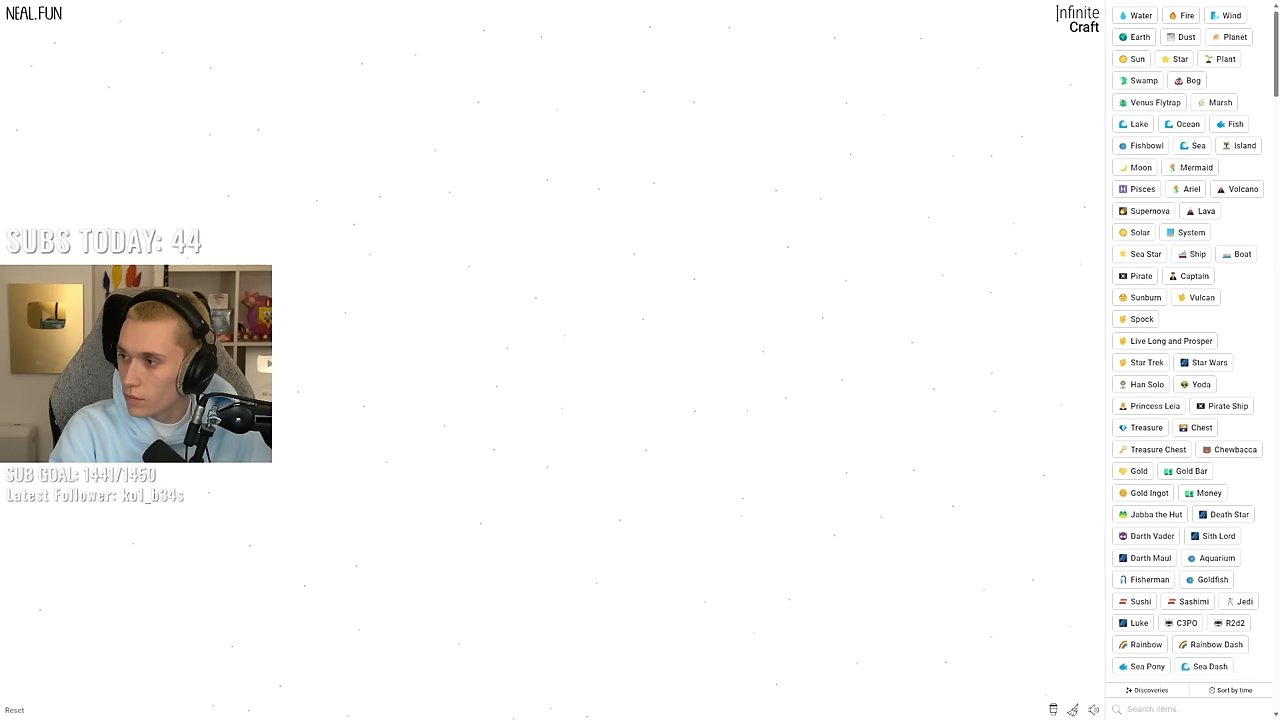 NEAL.FUN
Infinite
Craft
SUBS TODAY: 44
SUB GOAL: 1441/1450
Latest Follower: ko1_b34s
Reset
Water Fire Wind
Earth Dust Planet
Sun Star Plant
Swamp Bog
Venus Flytrap Marsh
Lake Ocean Fish
Fishbowl Sea Island
Moon Mermaid
Pisces Ariel Volcano
Supernova Lava
Solar System
Sea Star Ship Boat
Pirate Captain
Sunburn Vulcan
Spock
Live Long and Prosper
Star Trek Star Wars
Han Solo Yoda
Princess Leia Pirate Ship
Treasure Chest
Treasure Chest Chewbacca
Gold Gold Bar
Gold Ingot Money
Jabba the Hut Death Star
Darth Vader Sith Lord
Darth Maul Aquarium
Fisherman Goldfish
Sushi Sashimi Jedi
Luke C3PO R2d2
Rainbow Rainbow Dash
Sea Pony Sea Dash
Discoveries Sort by time
Search items...